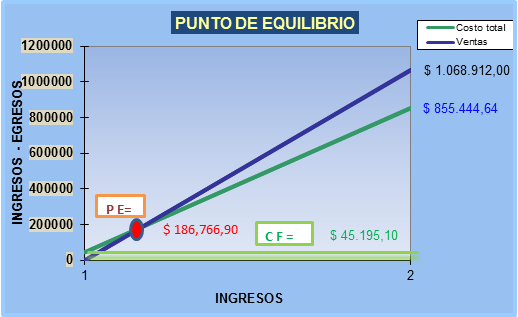 PUNTO DE EQUILIBRIO
Costo total
Ventas
1200000
1000000
800000
600000
400000
200000
0
INGRESOS - EGRESOS
$ 1.068.912,00
$ 855.444,64
P E=
$ 186,766,90
C F =
$ 45.195,10
1
2
INGRESOS